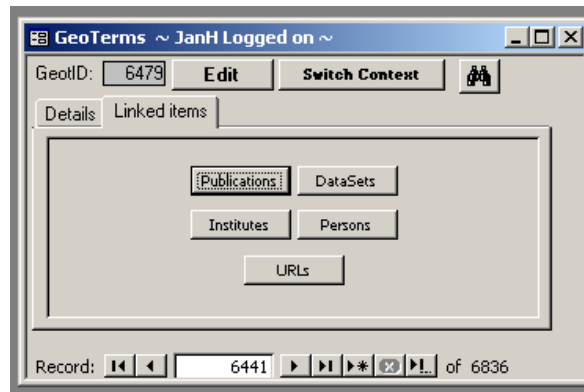 GeoTerms ~ JanH Logged on ~
GeotID: 6479 Edit Switch Context
Details Linked items
Publications DataSets
Institutes Persons
URLs
Record: 6441 of 6836